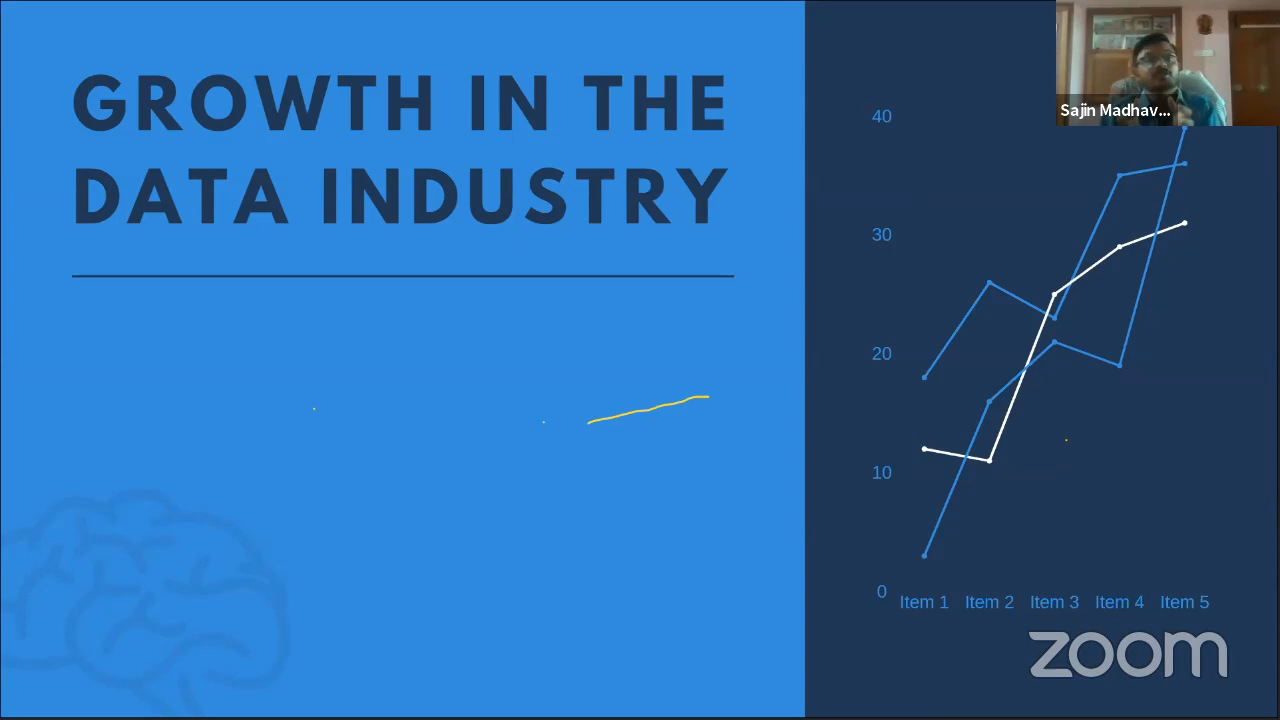 GROWTH IN THE
DATA INDUSTRY
Sajin Madhav...
40
30
20
10
0
Item 1 Item 2 Item 3 Item 4 Item 5
zoom